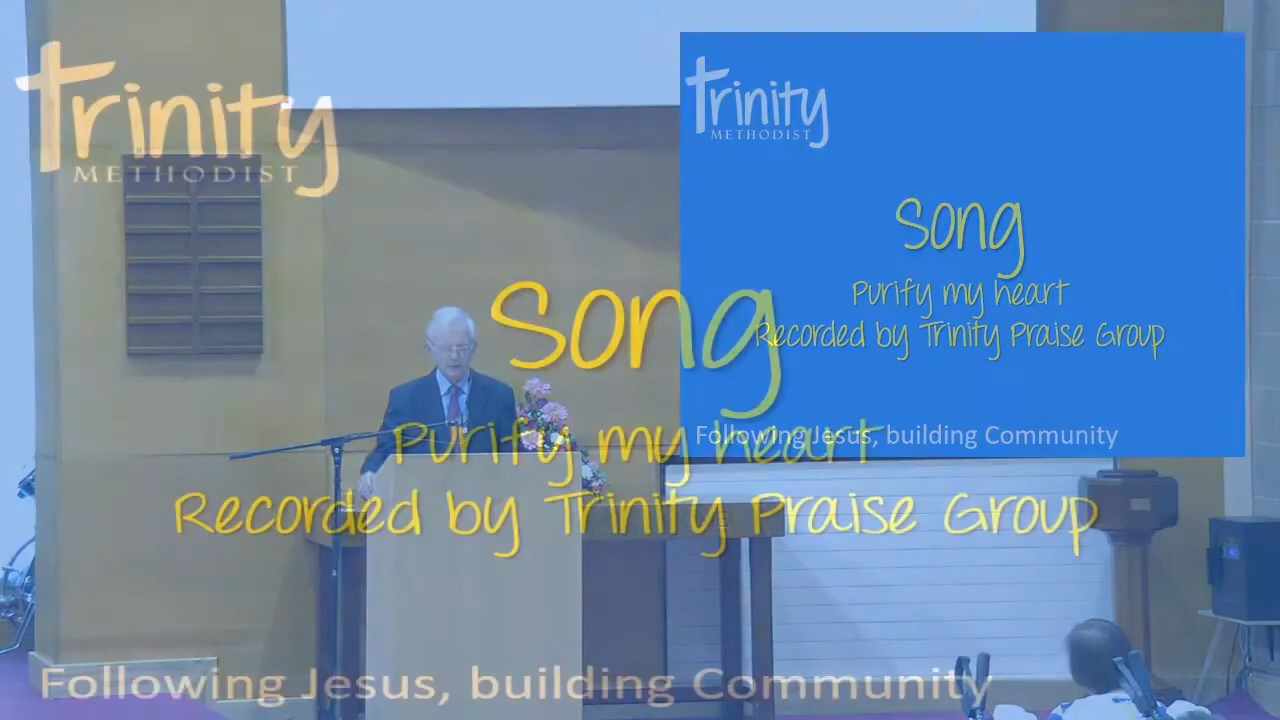 Trinity
METHODIST
Song
Purify my heart
Recorded by Trinity Praise Group
Following Jesus, building Community
Trinity
METHODIST
Song
Purify my heart
Recorded by Trinity Praise Group
Following Jesus, building Community